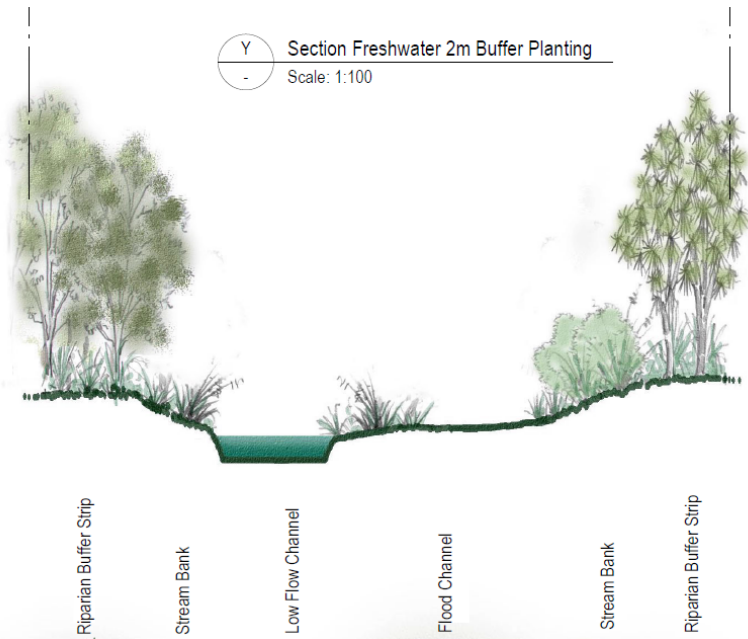 Y
Section Freshwater 2m Buffer Planting
-
Scale: 1:100
Riparian Buffer Strip
Stream Bank
Low Flow Channel
Flood Channel
Stream Bank
Riparian Buffer Strip